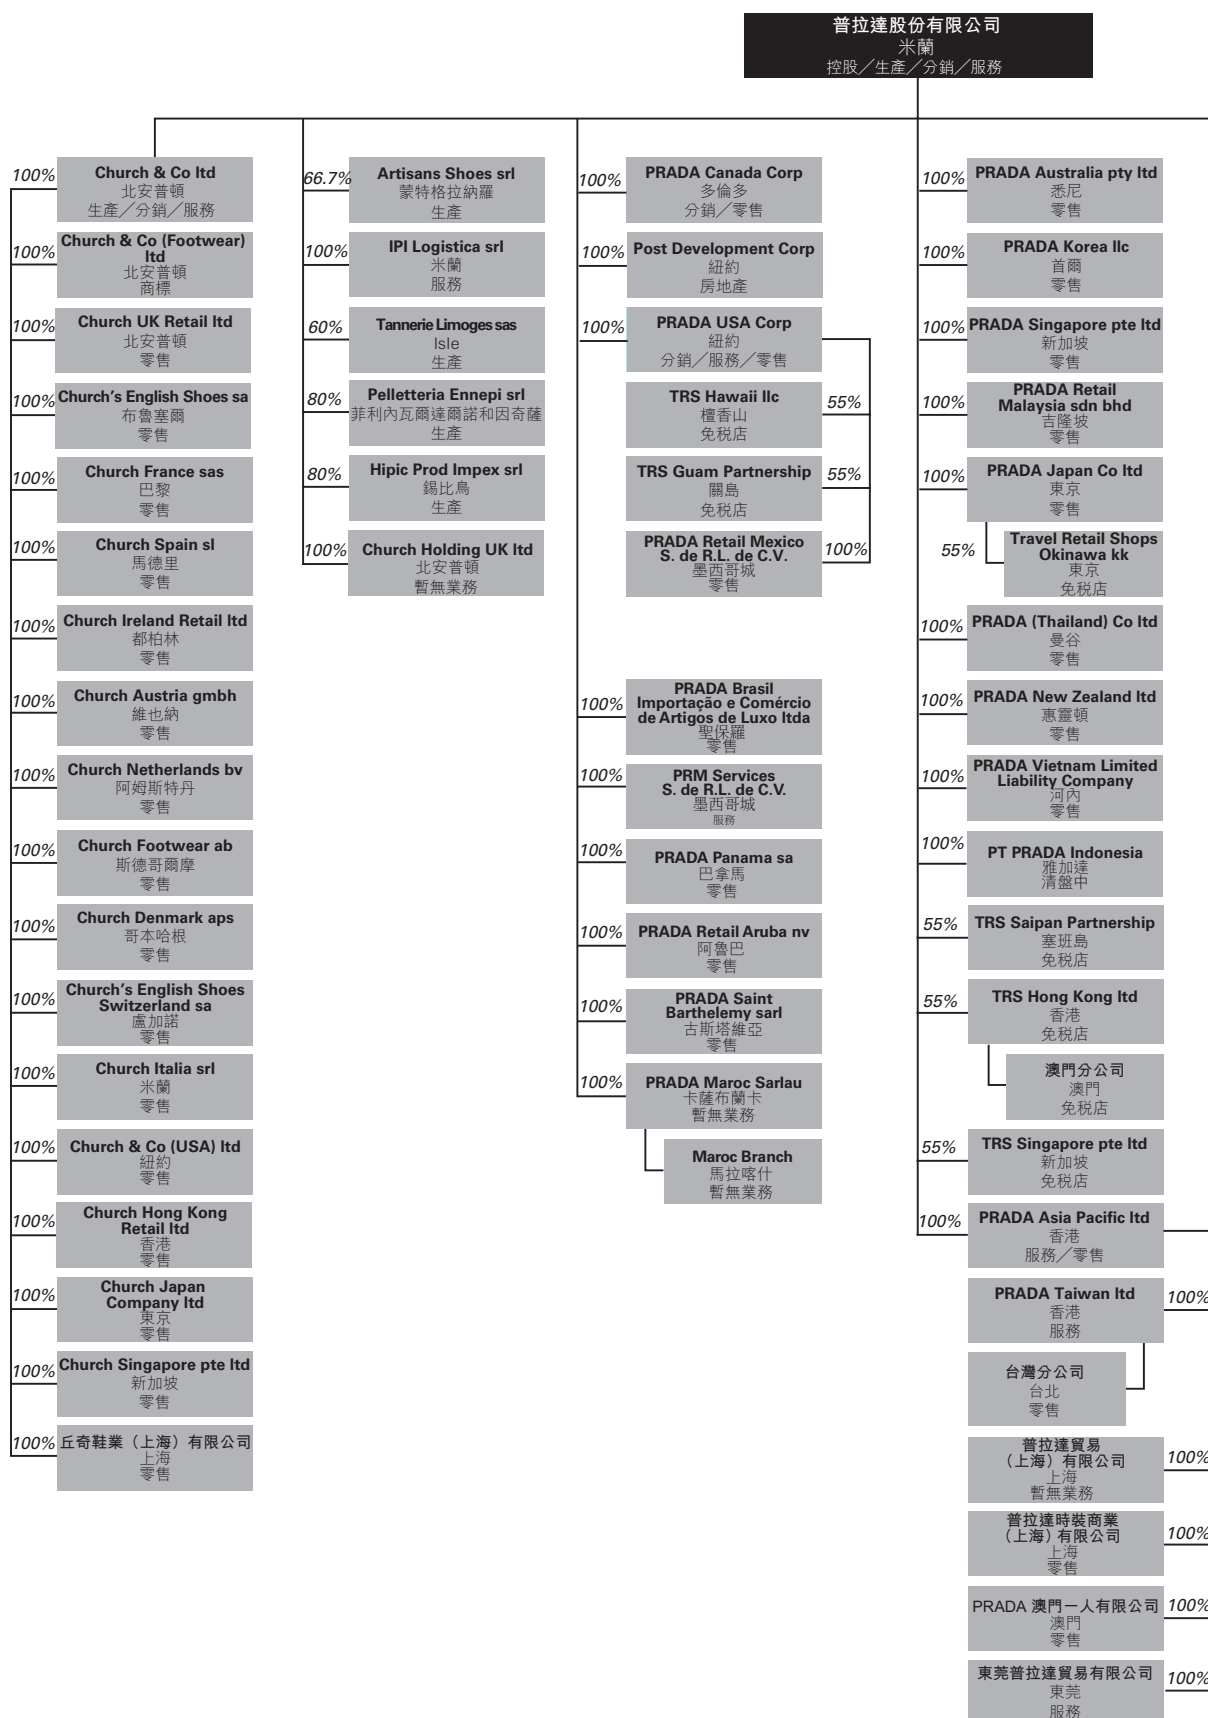 普拉達股份有限公司
米蘭
控股／生產／分銷／服務
100%
Church & Co ltd
北安普頓
生產／分銷／服務
100%
Church & Co (Footwear)
ltd
北安普頓
商標
100%
Church UK Retail ltd
北安普頓
零售
100%
Church's English Shoes sa
布魯塞爾
零售
100%
Church France sas
巴黎
零售
100%
Church Spain sl
馬德里
零售
100%
Church Ireland Retail ltd
都柏林
零售
100%
Church Austria gmbh
維也納
零售
100%
Church Netherlands bv
阿姆斯特丹
零售
100%
Church Footwear ab
斯德哥爾摩
零售
100%
Church Denmark aps
哥本哈根
零售
100%
Church's English Shoes
Switzerland sa
盧加諾
零售
100%
Church Italia srl
米蘭
零售
100%
Church & Co (USA) ltd
紐約
零售
100%
Church Hong Kong
Retail ltd
香港
零售
100%
Church Japan
Company ltd
東京
零售
100%
Church Singapore pte ltd
新加坡
零售
100%
丘奇鞋業（上海）有限公司
上海
零售
66.7%
Artisans Shoes srl
蒙特格拉納羅
生產
100%
IPI Logistica srl
米蘭
服務
60%
Tannerie Limoges sas
Isle
生產
80%
Pelletteria Ennepi srl
菲利內瓦爾達爾諾和因奇薩
生產
80%
Hipic Prod Impex srl
錫比鳥
生產
100%
Church Holding UK ltd
北安普頓
暫無業務
100%
PRADA Canada Corp
多倫多
分銷／零售
100%
Post Development Corp
紐約
房地產
100%
PRADA USA Corp
紐約
分銷／服務／零售
TRS Hawaii llc
檀香山
免税店
55%
TRS Guam Partnership
關島
免税店
55%
PRADA Retail Mexico
S. de R.L. de C.V.
墨西哥城
零售
100%
100%
PRADA Brasil
Importação e Comércio
de Artigos de Luxo ltda
聖保羅
零售
100%
PRM Services
S. de R.L. de C.V.
墨西哥城
服務
100%
PRADA Panama sa
巴拿馬
零售
100%
PRADA Retail Aruba nv
阿魯巴
零售
100%
PRADA Saint
Barthelemy sarl
古斯塔維亞
零售
100%
PRADA Maroc Sarlau
卡薩布蘭卡
暫無業務
Maroc Branch
馬拉喀什
暫無業務
100%
PRADA Australia pty ltd
悉尼
零售
100%
PRADA Korea llc
首爾
零售
100%
PRADA Singapore pte ltd
新加坡
零售
100%
PRADA Retail
Malaysia sdn bhd
吉隆坡
零售
100%
PRADA Japan Co ltd
東京
零售
55%
Travel Retail Shops
Okinawa kk
東京
免税店
100%
PRADA (Thailand) Co ltd
曼谷
零售
100%
PRADA New Zealand ltd
惠靈頓
零售
100%
PRADA Vietnam Limited
Liability Company
河內
零售
100%
PT PRADA Indonesia
雅加達
清盤中
55%
TRS Saipan Partnership
塞班島
免税店
55%
TRS Hong Kong ltd
香港
免税店
澳門分公司
澳門
免税店
55%
TRS Singapore pte ltd
新加坡
免税店
100%
PRADA Asia Pacific ltd
香港
服務／零售
PRADA Taiwan ltd
香港
服務
100%
台灣分公司
台北
零售
普拉達貿易
（上海）有限公司
上海
暫無業務
100%
普拉達時裝商業
（上海）有限公司
上海
零售
100%
PRADA 澳門一人有限公司
澳門
零售
100%
東莞普拉達貿易有限公司
東莞
服務
100%